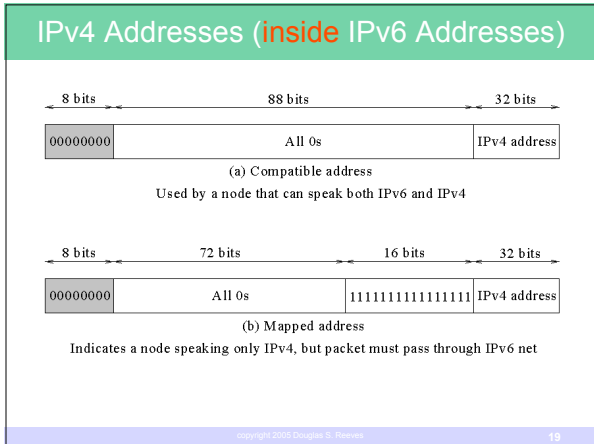 IPv4 Addresses (inside IPv6 Addresses)
8 bits 88 bits 32 bits
00000000 All 0s IPv4 address
(a) Compatible address
Used by a node that can speak both IPv6 and IPv4
8 bits 72 bits 16 bits 32 bits
00000000 All 0s 1111111111111111 IPv4 address
(b) Mapped address
Indicates a node speaking only IPv4, but packet must pass through IPv6 net
copyright 2005 Douglas S. Reeves 19